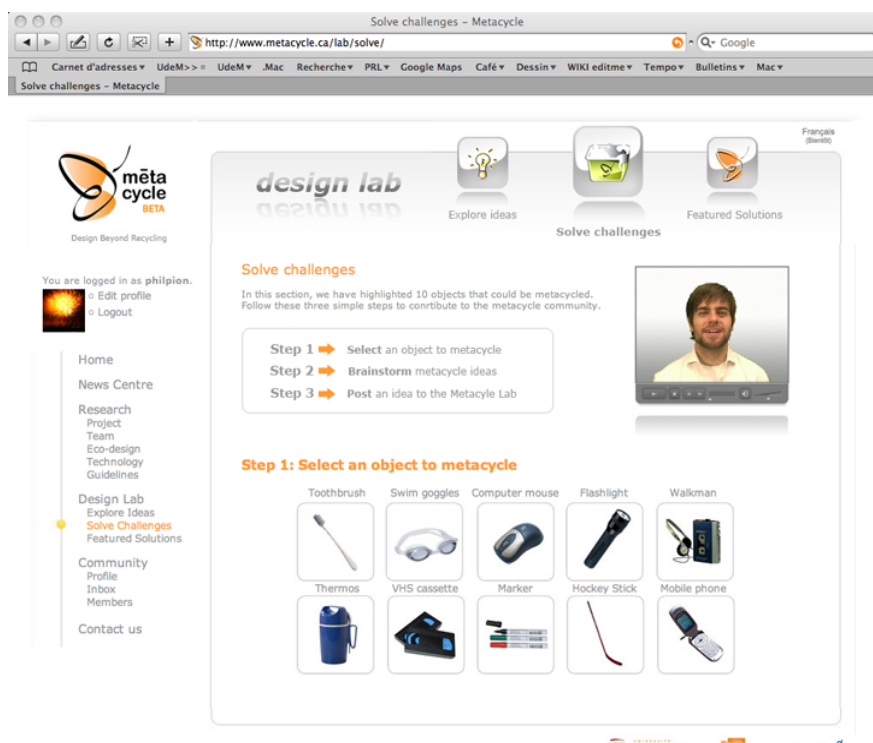 Solve challenges – Metacycle
http://www.metacycle.ca/lab/solve/
Google
Carnet d'adresses UdeM>> UdeM .Mac Recherche PRL Google Maps Café Dessin WIKI editme Tempo Bulletins Mac
Solve challenges – Metacycle
Français
(Bientôt)
mēta
cycle
BETA
Design Beyond Recycling
design lab
Explore ideas
Solve challenges
Featured Solutions
You are logged in as philpion.
Edit profile
Logout
Home
News Centre
Research
Project
Team
Eco-design
Technology
Guidelines
Design Lab
Explore Ideas
Solve Challenges
Featured Solutions
Community
Profile
Inbox
Members
Contact us
Solve challenges
In this section, we have highlighted 10 objects that could be metacycled.
Follow these three simple steps to conrtibute to the metacycle community.
Step 1 Select an object to metacycle
Step 2 Brainstorm metacycle ideas
Step 3 Post an idea to the Metacyle Lab
Step 1: Select an object to metacycle
Toothbrush Swim goggles Computer mouse Flashlight Walkman
Thermos VHS cassette Marker Hockey Stick Mobile phone